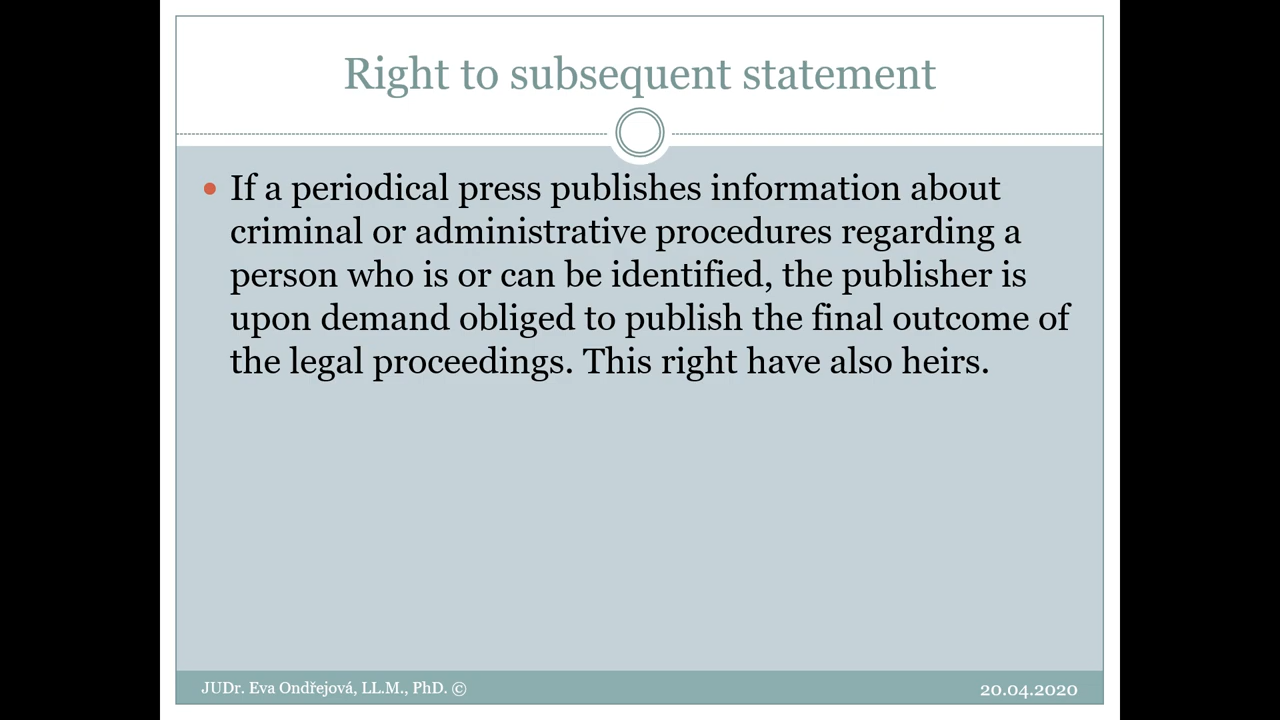 Right to subsequent statement
If a periodical press publishes information about
criminal or administrative procedures regarding a
person who is or can be identified, the publisher is
upon demand obliged to publish the final outcome of
the legal proceedings. This right have also heirs.
JUDr. Eva Ondřejová, LL.M., PhD. ©
20.04.2020